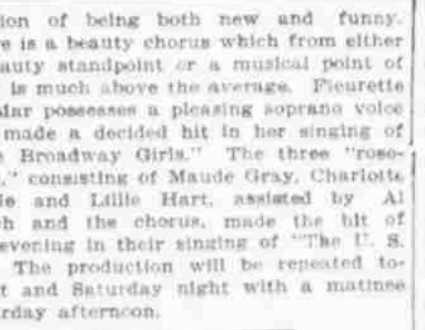 ion of being both new and funny.
e is a beauty chorus which from either
auty standpoint or a musical point of
is much above the average. Fleurette
lar possesses a pleasing soprano voice
made a decided hit in her singing of
e Broadway Girls." The three "rose-
," consisting of Maude Gray, Charlotte
ie and Lillie Hart, assisted by Al
h and the chorus, made the hit of
evening in their singing of "The U. S.
The production will be repeated to-
t and Saturday night with a matinee
rday afternoon.